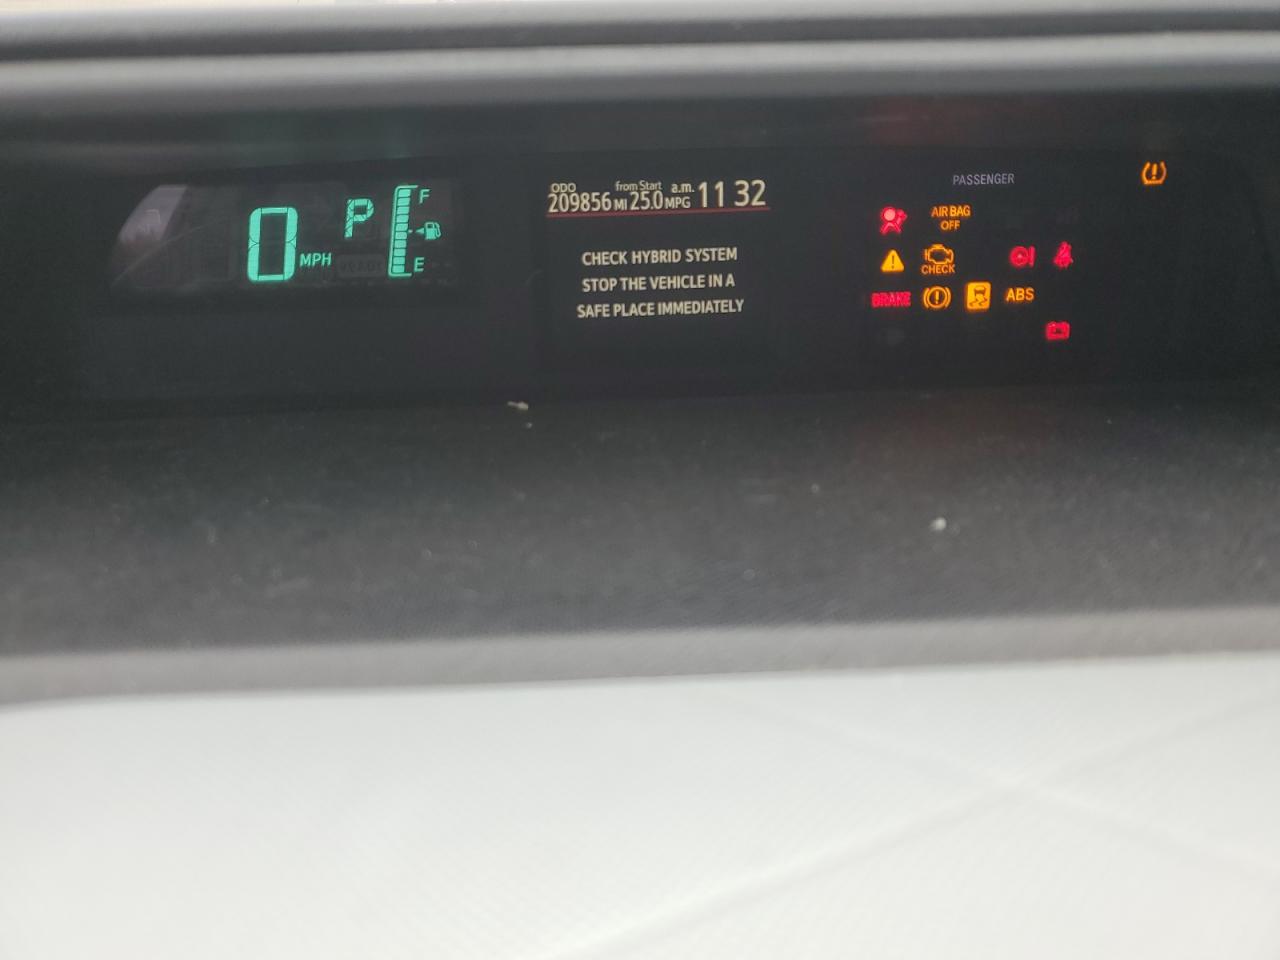 0 MPH
P
F
E
ODO from Start a.m.
209856 MI 25.0 MPG 11 32
CHECK HYBRID SYSTEM
STOP THE VEHICLE IN A
SAFE PLACE IMMEDIATELY
PASSENGER
AIR BAG
OFF
CHECK
BRAKE
ABS